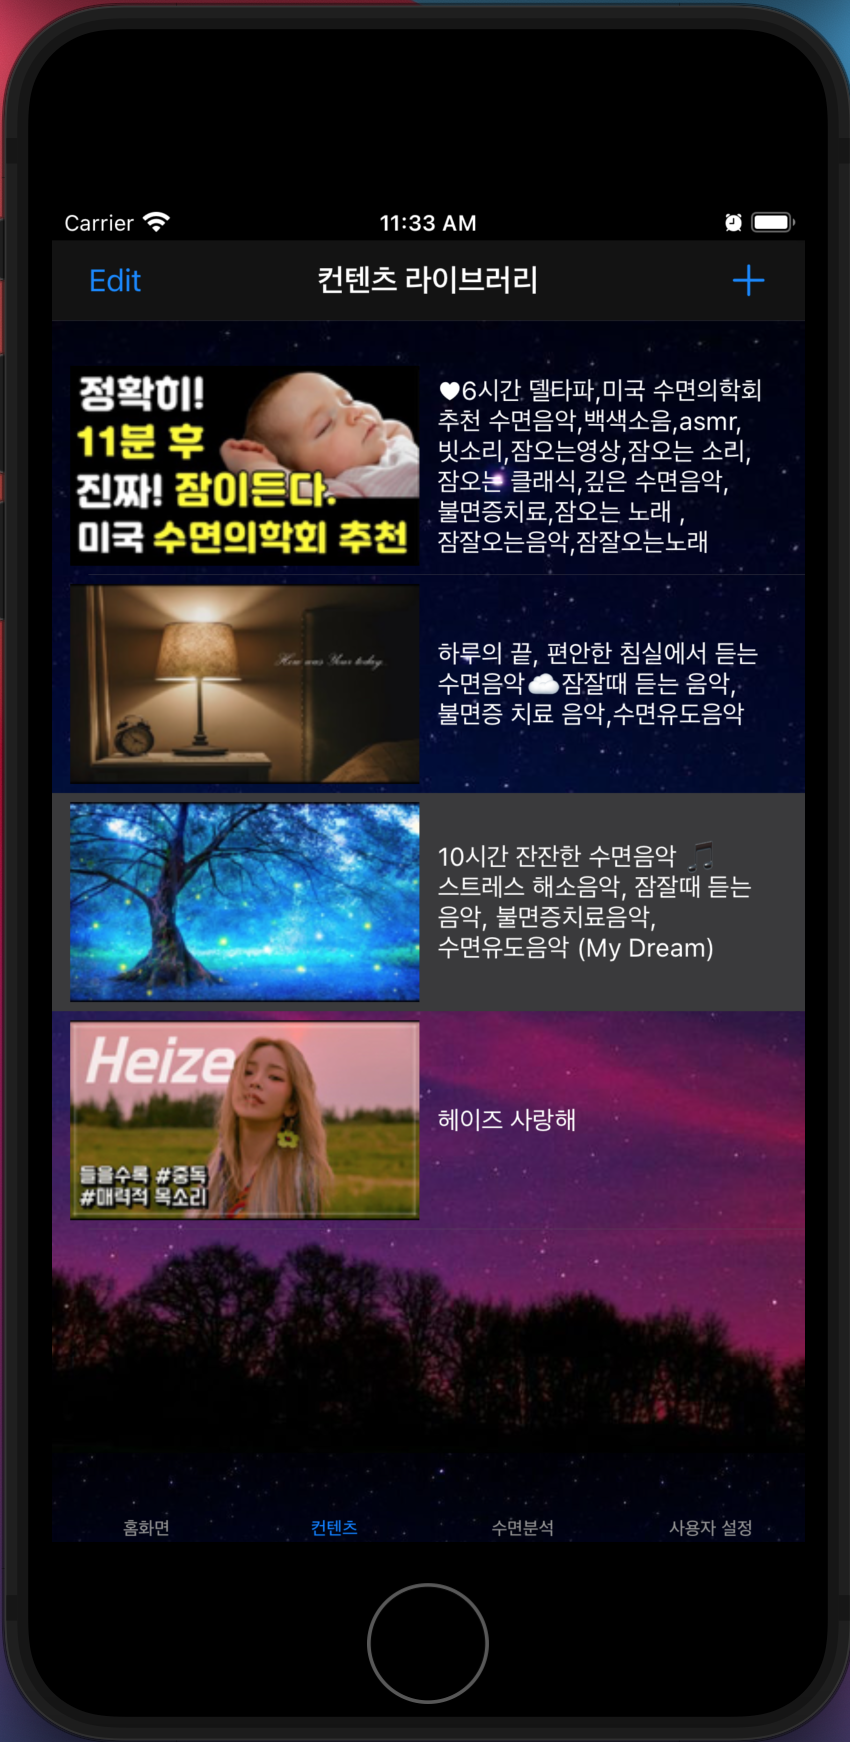 Carrier
11:33 AM
Edit
컨텐츠 라이브러리
정확히!
11분 후
진짜! 잠이든다.
미국 수면의학회 추천
♥6시간 델타파,미국 수면의학회
추천 수면음악,백색소음,asmr,
빗소리,잠오는영상,잠오는 소리,
잠오는 클래식,깊은 수면음악,
불면증치료,잠오는 노래 ,
잠잘오는음악,잠잘오는노래
How was Your today..
하루의 끝, 편안한 침실에서 듣는
수면음악☁️잠잘때 듣는 음악,
불면증 치료 음악,수면유도음악
10시간 잔잔한 수면음악 🎵
스트레스 해소음악, 잠잘때 듣는
음악, 불면증치료음악,
수면유도음악 (My Dream)
Heize
들을수록 #중독
#매력적 목소리
헤이즈 사랑해
홈화면
컨텐츠
수면분석
사용자 설정